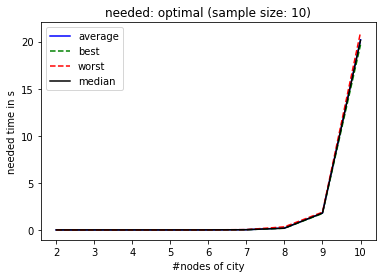 needed: optimal (sample size: 10)
average
best
worst
median
needed time in s
20
15
10
5
0
2 3 4 5 6 7 8 9 10
#nodes of city